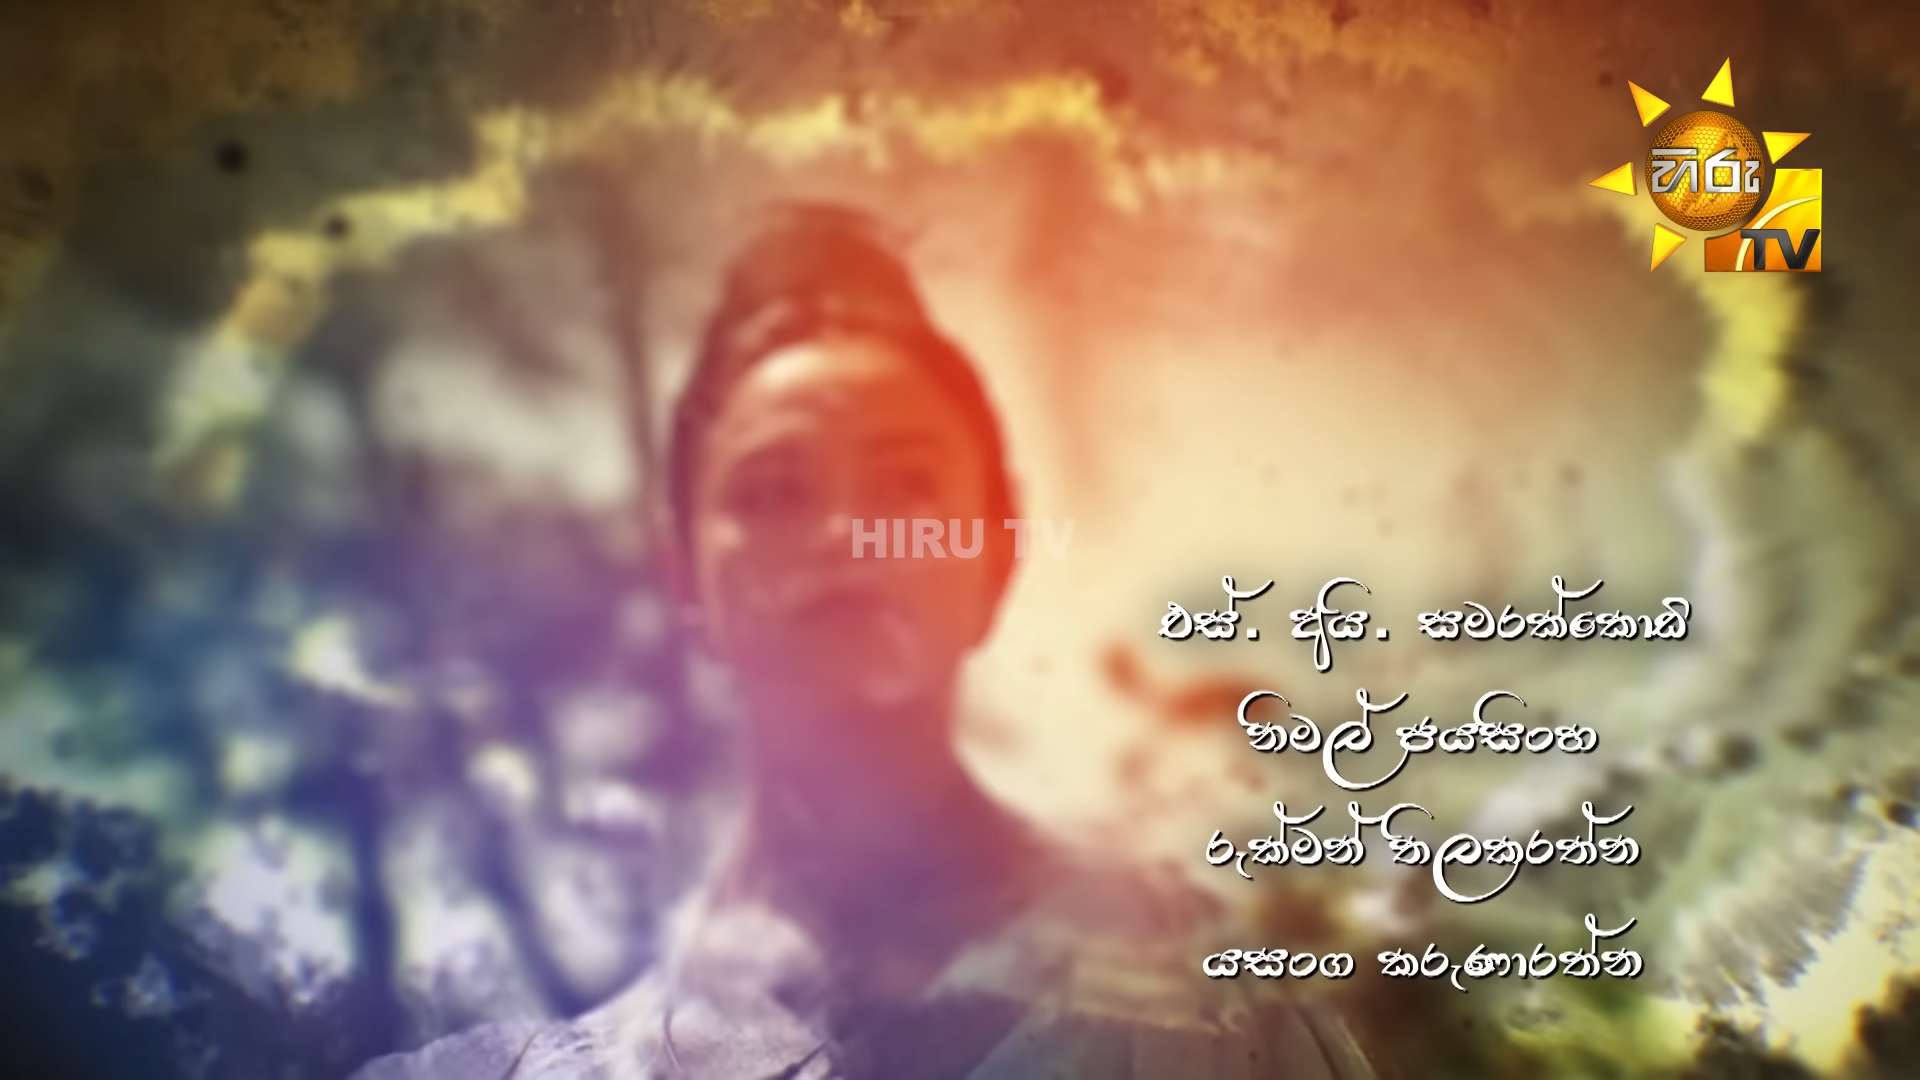 හිරු
TV
HIRU TV
එස්. අයි. සමරක්කොඩි
නිමල් ජයසිංහ
රුක්මන් තිලකරත්න
යසංග කරුණාරත්න